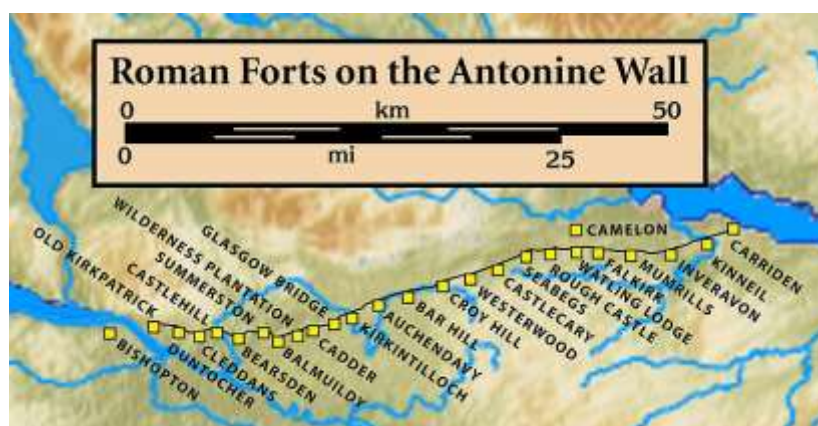 Roman Forts on the Antonine Wall
0 km 50
0 mi 25
OLD KIRKPATRICK
WILDERNESS PLANTATION
CASTLEHILL
SUMMERSTON
GLASGOW BRIDGE
BISHOPTON
DUNTOCHER
CLEDDANS
BEARSDEN
BALMUILDY
CADDER
KIRKINTILLOCH
AUCHENDAVY
BAR HILL
CROY HILL
WESTERWOOD
CASTLECARY
SEABEGS
ROUGH CASTLE
WATLING LODGE
CAMELON
FALKIRK
MUMRILLS
INVERAVON
KINNEIL
CARRIDEN